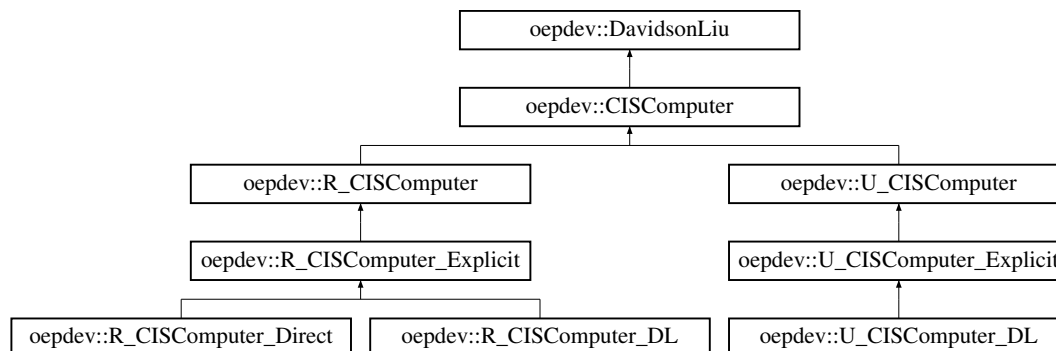 oepdev::DavidsonLiu
oepdev::CISComputer
oepdev::R_CISComputer
oepdev::U_CISComputer
oepdev::R_CISComputer_Explicit
oepdev::U_CISComputer_Explicit
oepdev::R_CISComputer_Direct
oepdev::R_CISComputer_DL
oepdev::U_CISComputer_DL